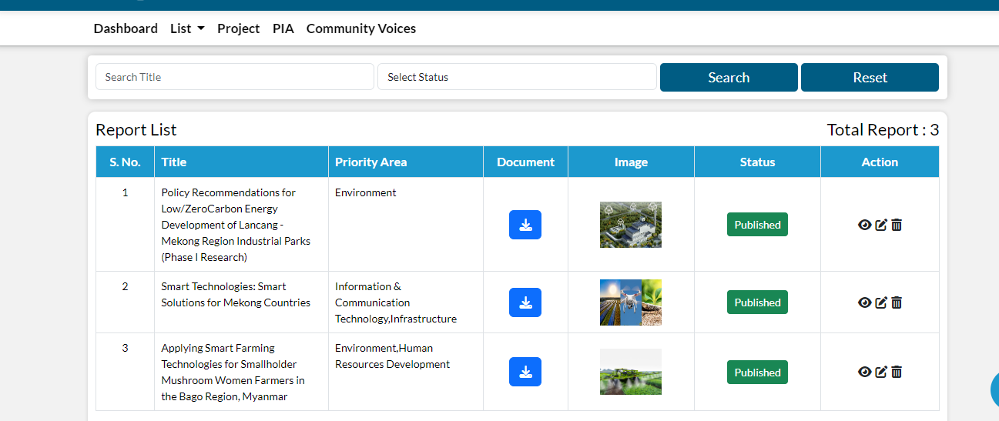 Dashboard List Project PIA Community Voices
Search Title Select Status Search Reset
Report List Total Report : 3
S. No. Title Priority Area Document Image Status Action
1 Policy Recommendations for Environment
Low/ZeroCarbon Energy
Development of Lancang -
Mekong Region Industrial Parks
(Phase I Research)
Published
2 Smart Technologies: Smart Information &
Solutions for Mekong Countries Communication
Technology,Infrastructure
Published
3 Applying Smart Farming Environment,Human
Technologies for Smallholder Resources Development
Mushroom Women Farmers in
the Bago Region, Myanmar
Published